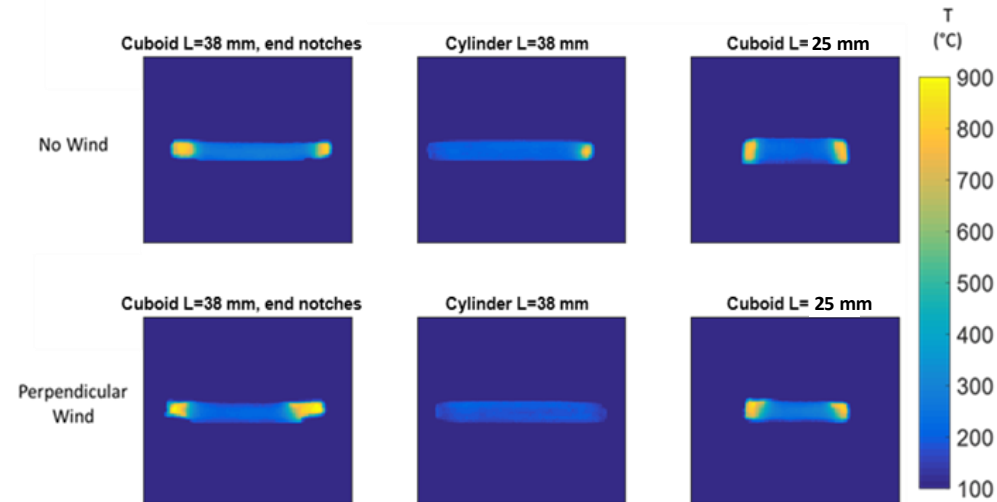 T
(°C)
Cuboid L=38 mm, end notches
Cylinder L=38 mm
Cuboid L= 25 mm
900
No Wind
800
700
600
500
Cuboid L=38 mm, end notches
Cylinder L=38 mm
Cuboid L= 25 mm
400
Perpendicular
Wind
300
200
100